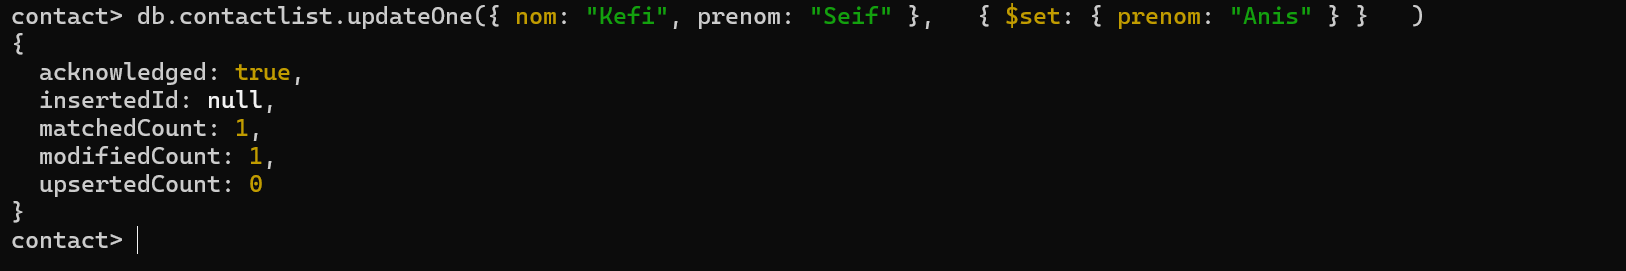 contact> db.contactlist.updateOne({ nom: "Kefi", prenom: "Seif" },   { $set: { prenom: "Anis" } }   )
{
  acknowledged: true,
  insertedId: null,
  matchedCount: 1,
  modifiedCount: 1,
  upsertedCount: 0
}
contact>